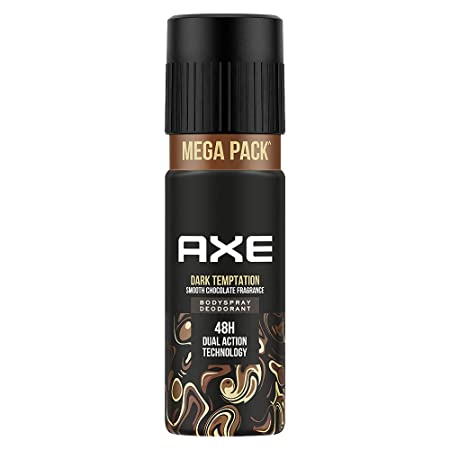 MEGA PACK^
AXE
DARK TEMPTATION
SMOOTH CHOCOLATE FRAGRANCE
BODYSPRAY
DEODORANT
48H
DUAL ACTION
TECHNOLOGY